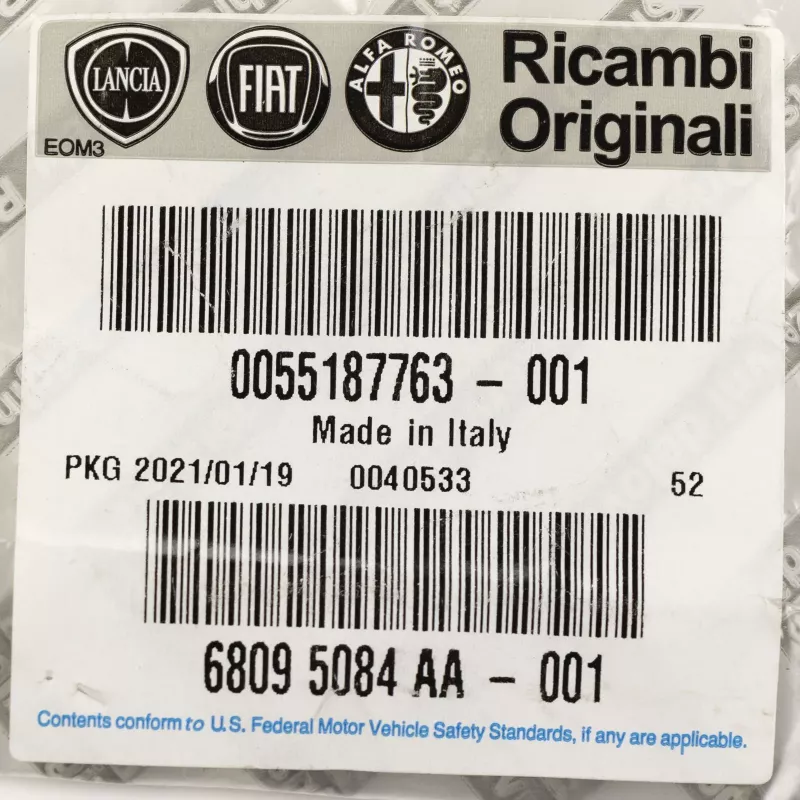 LANCIA
FIAT
ALFA ROMEO
Ricambi
Originali
EOM3
0055187763 - 001
Made in Italy
PKG 2021/01/19 0040533 52
6809 5084 AA - 001
Contents conform to U.S. Federal Motor Vehicle Safety Standards, if any are applicable.